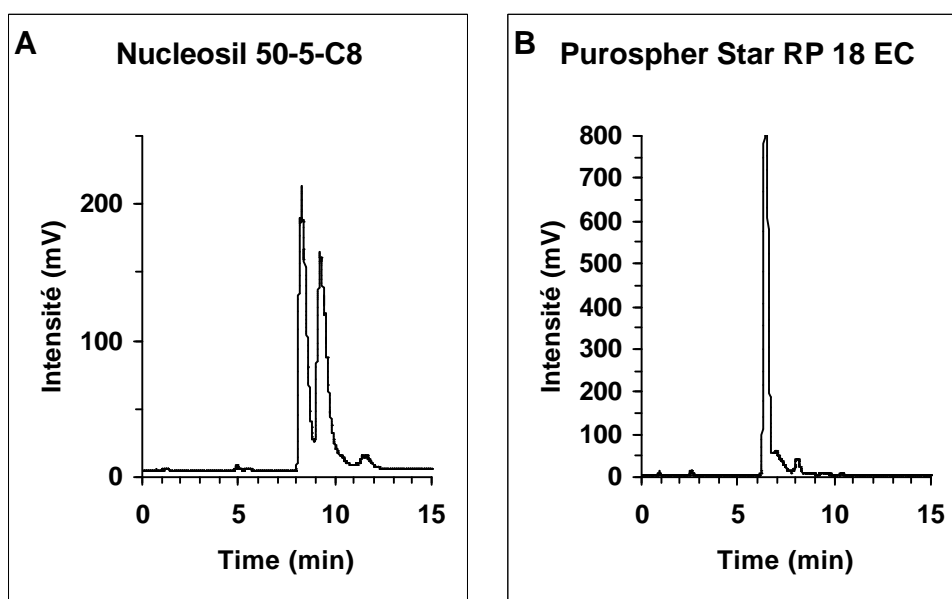 A
Nucleosil 50-5-C8
200
100
0
Intensité (mV)
0 5 10 15
Time (min)
B
Purospher Star RP 18 EC
800
700
600
500
400
300
200
100
0
Intensité (mV)
0 5 10 15
Time (min)